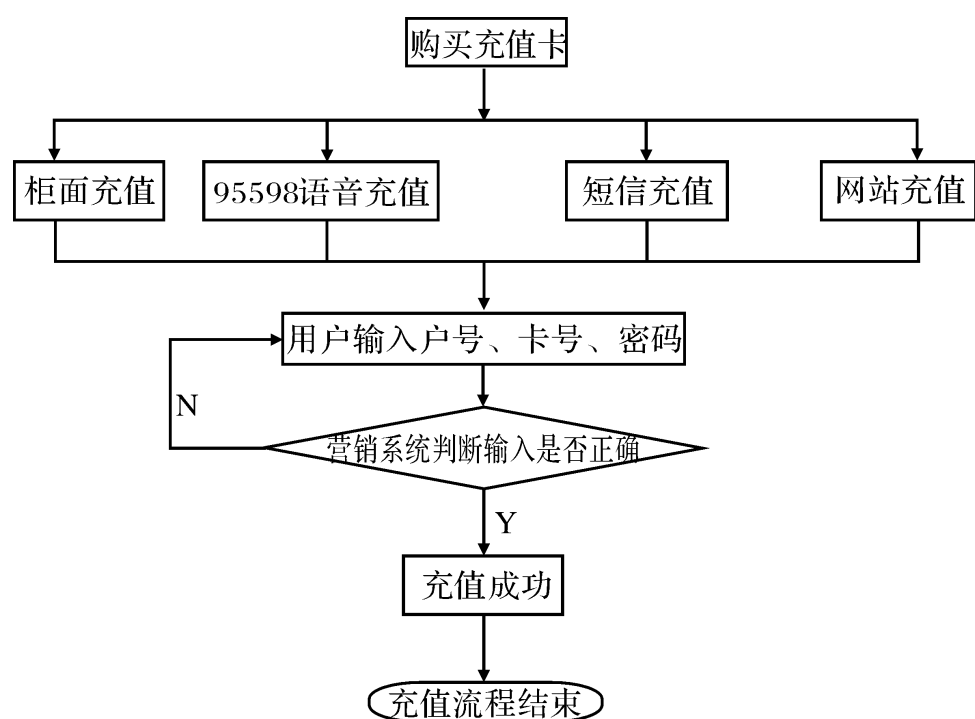 购买充值卡
柜面充值
95598语音充值
短信充值
网站充值
用户输入户号、卡号、密码
N
营销系统判断输入是否正确
Y
充值成功
充值流程结束